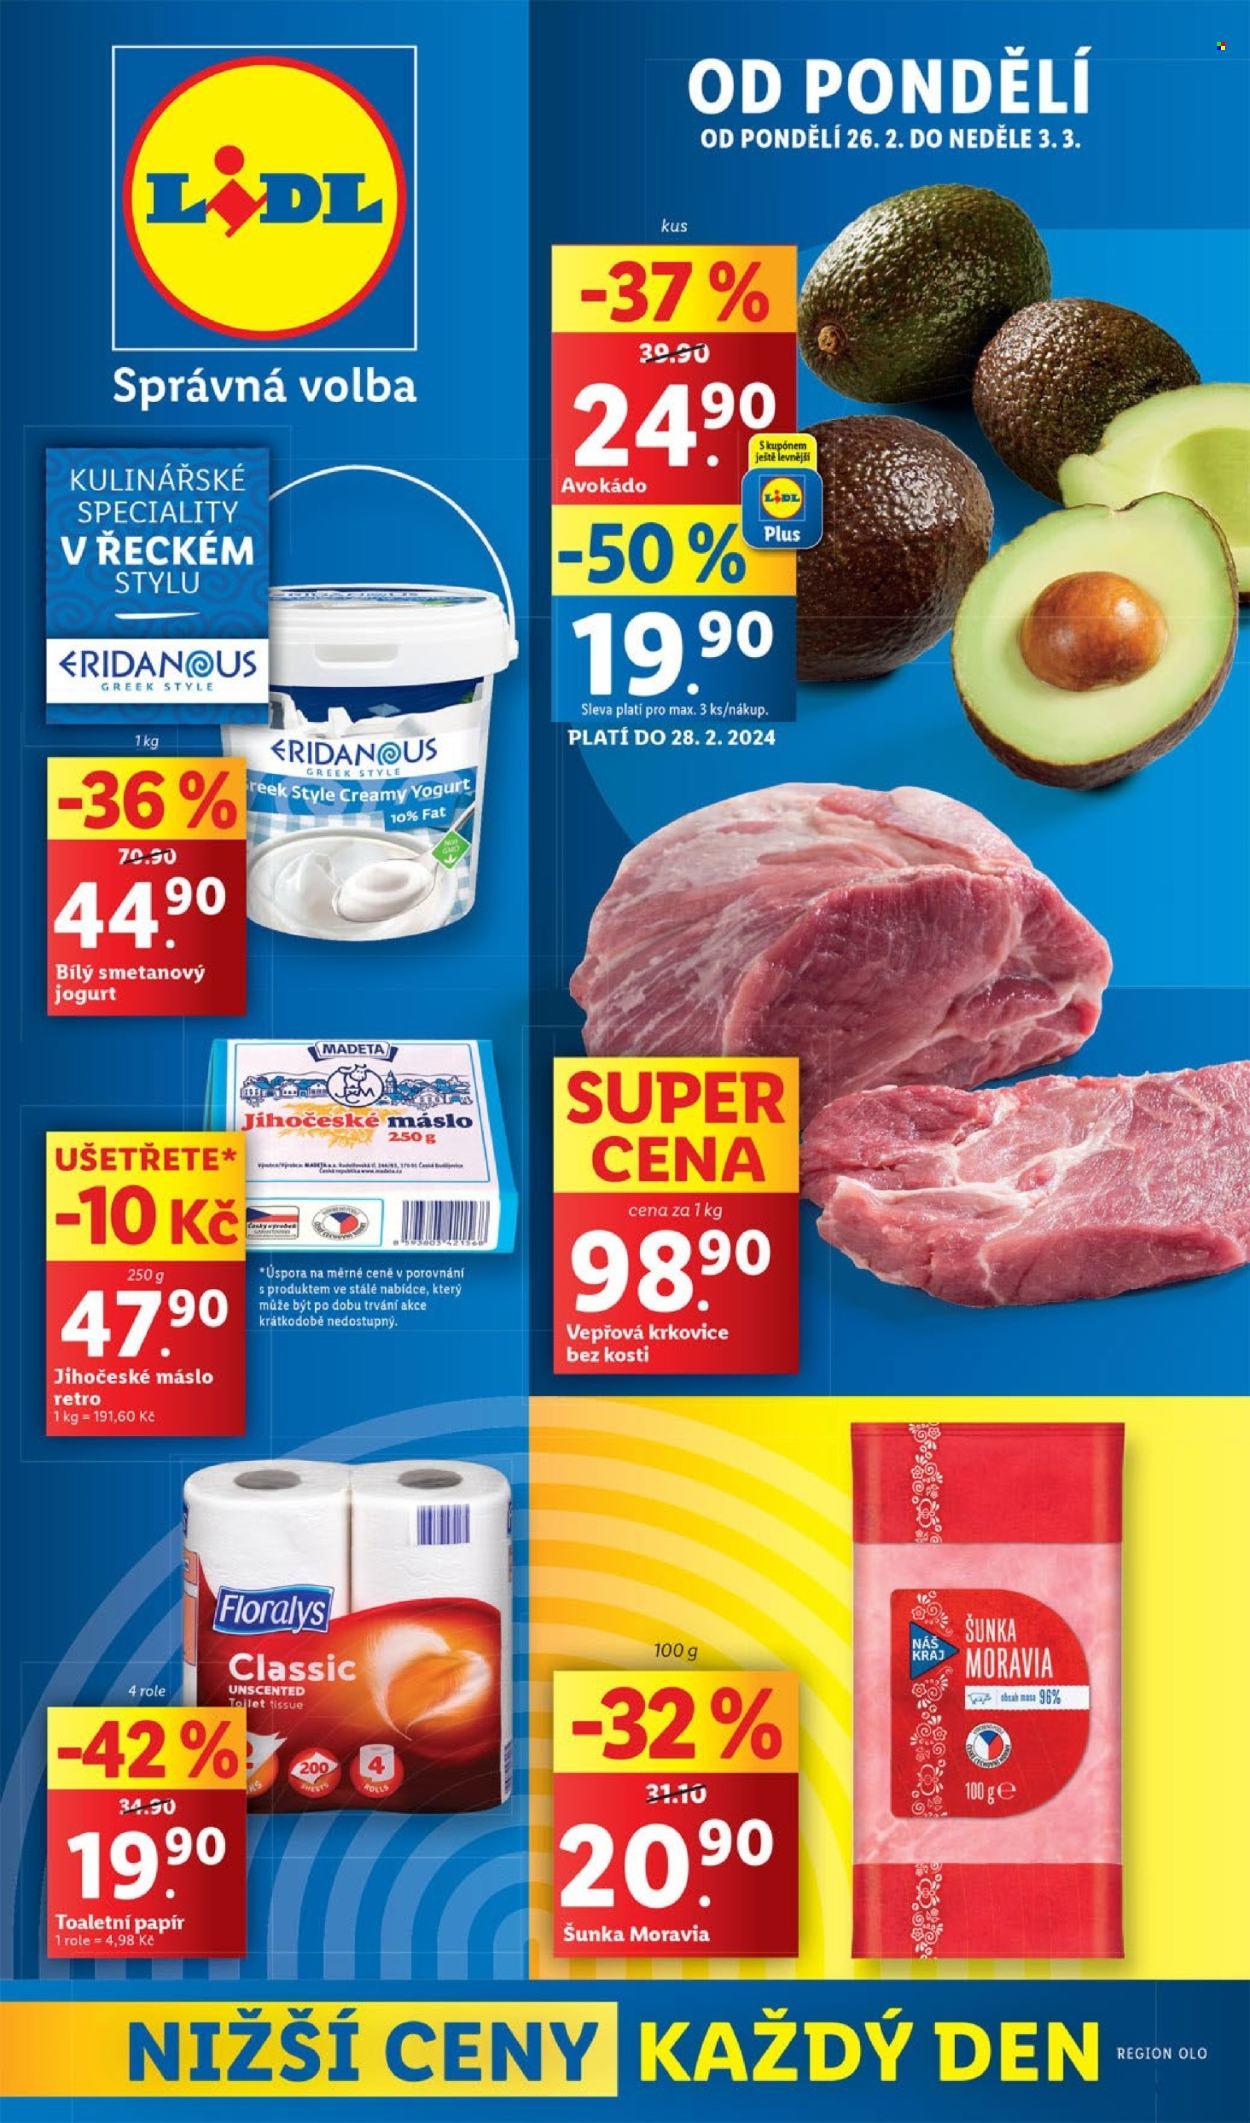 LIDL
Správná volba
OD PONDĚLÍ
OD PONDĚLÍ 26. 2. DO NEDĚLE 3. 3.
kus
-37 %
39.90
24.90
Avokádo
S kupónem
ještě levnější
LIDL
Plus
-50 %
19.90
Sleva platí pro max. 3 ks/nákup.
PLATÍ DO 28. 2. 2024
KULINÁŘSKÉ
SPECIALITY
V ŘECKÉM
STYLU
ERIDANOUS
GREEK STYLE
1 kg
-36 %
70.90
44.90
Bílý smetanový
jogurt
ERIDANOUS
GREEK STYLE
reek Style Creamy Yogurt
10% Fat
MADETA
Jihočeské máslo
250 g
Český výrobek
8 593803 421568
UŠETŘETE*
-10 Kč
250 g
47.90
Jihočeské máslo
retro
1 kg = 191,60 Kč
*Úspora na měrné ceně v porovnání
s produktem ve stálé nabídce, který
může být po dobu trvání akce
krátkodobě nedostupný.
SUPER
CENA
cena za 1 kg
98.90
Vepřová krkovice
bez kosti
Floralys
Classic
UNSCENTED
Toilet tissue
200
SHEETS
4
ROLLS
4 role
-42 %
34.90
19.90
Toaletní papír
1 role = 4,98 Kč
100 g
-32 %
31.10
20.90
Šunka Moravia
NÁŠ
KRAJ
ŠUNKA
MORAVIA
obsah masa 96%
100 g e
NIŽŠÍ CENY KAŽDÝ DEN
REGION OLO